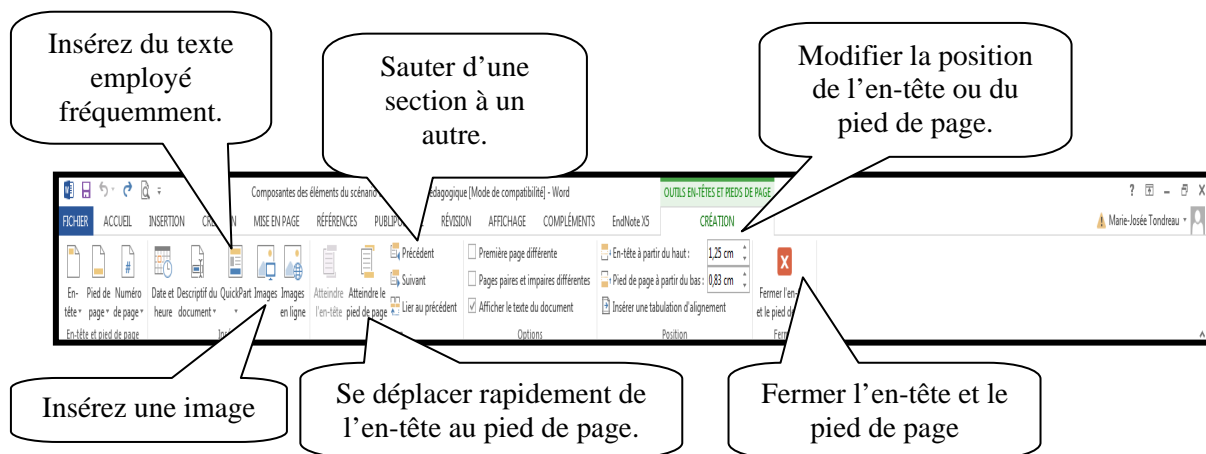 Insérez du texte
employé
fréquemment.
Sauter d’une
section à un
autre.
Modifier la position
de l’en-tête ou du
pied de page.
Composantes des éléments du scénario édagogique [Mode de compatibilité] - Word
OUTILS EN-TÊTES ET PIEDS DE PAGE
FICHIER ACCUEIL INSERTION MISE EN PAGE RÉFÉRENCES RÉVISION AFFICHAGE COMPLÉMENTS EndNote X5 CRÉATION Marie-Josée Tondreau
En-tête Pied de page Numéro de page
Date et heure Descriptif du document QuickPart Images Images en ligne
Atteindre l'en-tête Atteindre le pied de page
Précédent
Suivant
Lier au précédent
Première page différente
Pages paires et impaires différentes
Afficher le texte du document
En-tête à partir du haut : 1,25 cm
Pied de page à partir du bas : 0,83 cm
Insérer une tabulation d'alignement
Fermer l'en-
et le pied de
En-tête et pied de page Options Position
Insérez une image
Se déplacer rapidement de
l’en-tête au pied de page.
Fermer l’en-tête et le
pied de page